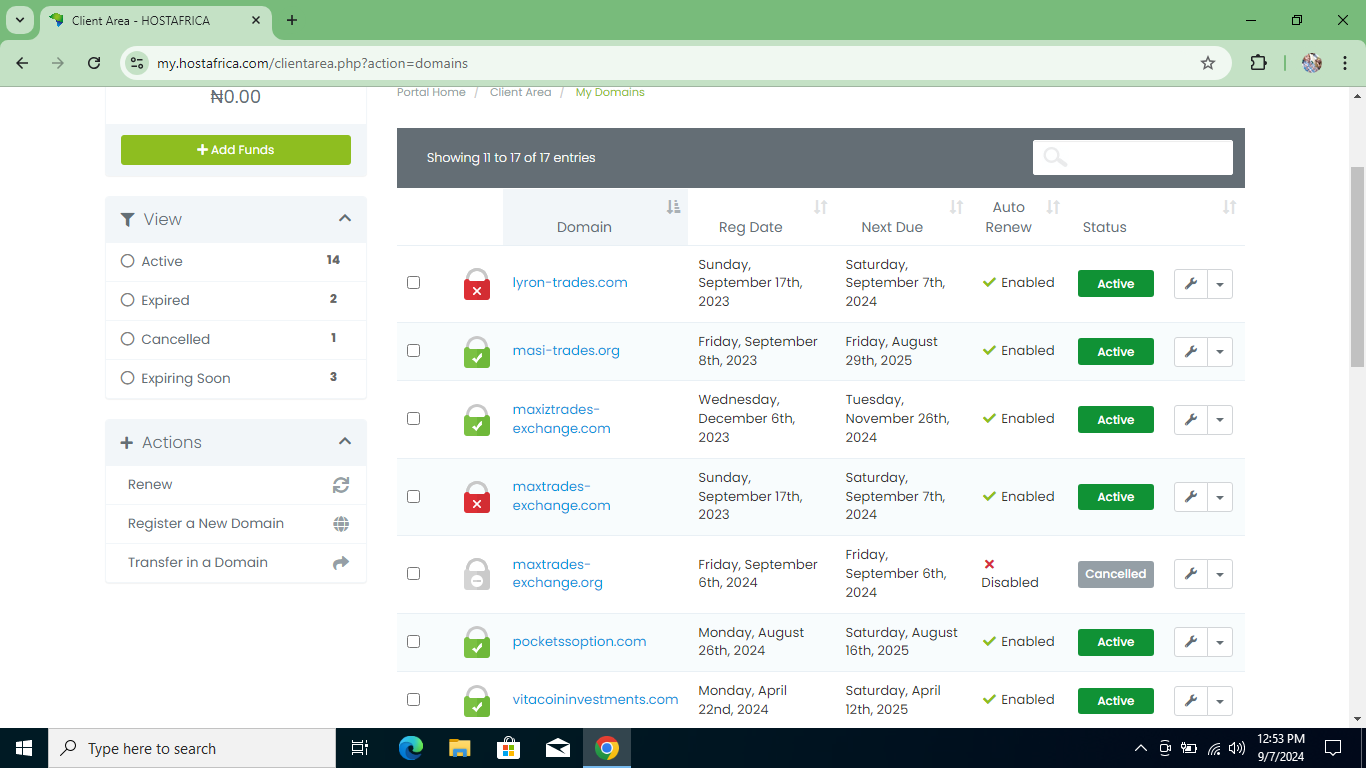 Client Area - HOSTAFRICA
my.hostafrica.com/clientarea.php?action=domains
₦0.00
Add Funds
View
Active 14
Expired 2
Cancelled 1
Expiring Soon 3
Actions
Renew
Register a New Domain
Transfer in a Domain
Portal Home / Client Area / My Domains
Showing 11 to 17 of 17 entries
Domain Reg Date Next Due Auto Renew Status
lyron-trades.com
Sunday,
September 17th,
2023
Saturday,
September 7th,
2024
Enabled
Active
masi-trades.org
Friday, September
8th, 2023
Friday, August
29th, 2025
Enabled
Active
maxiztrades-
exchange.com
Wednesday,
December 6th,
2023
Tuesday,
November 26th,
2024
Enabled
Active
maxtrades-
exchange.com
Sunday,
September 17th,
2023
Saturday,
September 7th,
2024
Enabled
Active
maxtrades-
exchange.org
Friday, September
6th, 2024
Friday,
September 6th,
2024
Disabled
Cancelled
pocketssoption.com
Monday, August
26th, 2024
Saturday, August
16th, 2025
Enabled
Active
vitacoininvestments.com
Monday, April
22nd, 2024
Saturday, April
12th, 2025
Enabled
Active
Type here to search
12:53 PM
9/7/2024